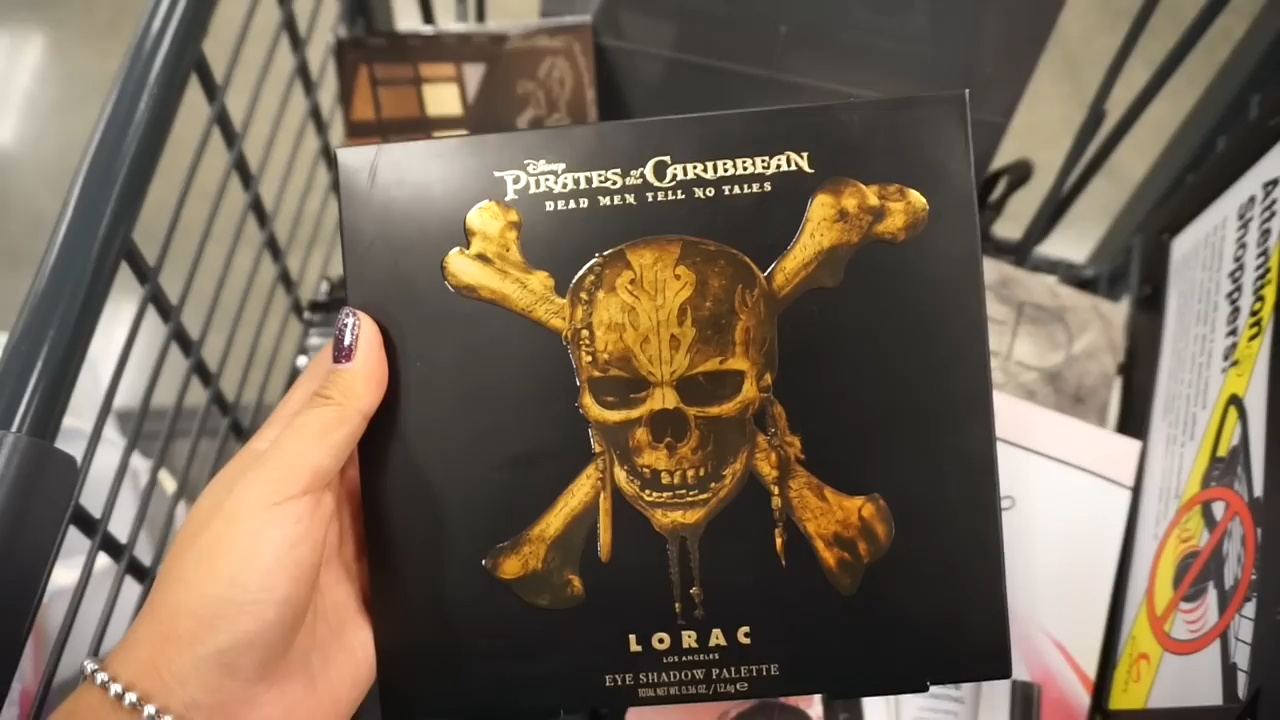 Disney
PIRATES of the CARIBBEAN
DEAD MEN TELL NO TALES
LORAC
LOS ANGELES
EYE SHADOW PALETTE
TOTAL NET WT. 0.36 OZ. / 12.6g e
Attention
Shoppers!